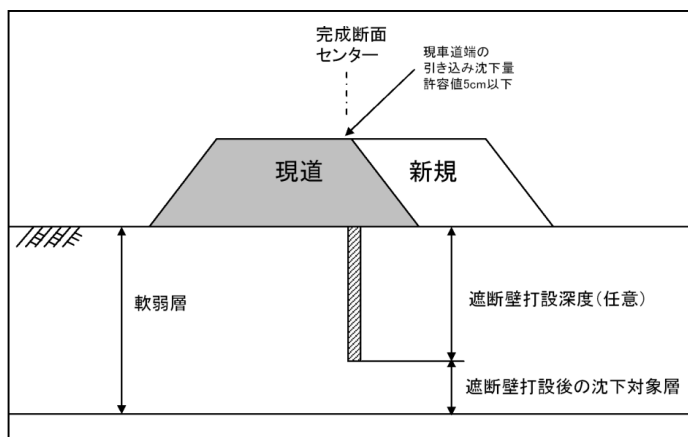 完成断面
センター
現車道端の
引き込み沈下量
許容値5cm以下
現道
新規
軟弱層
遮断壁打設深度(任意)
遮断壁打設後の沈下対象層